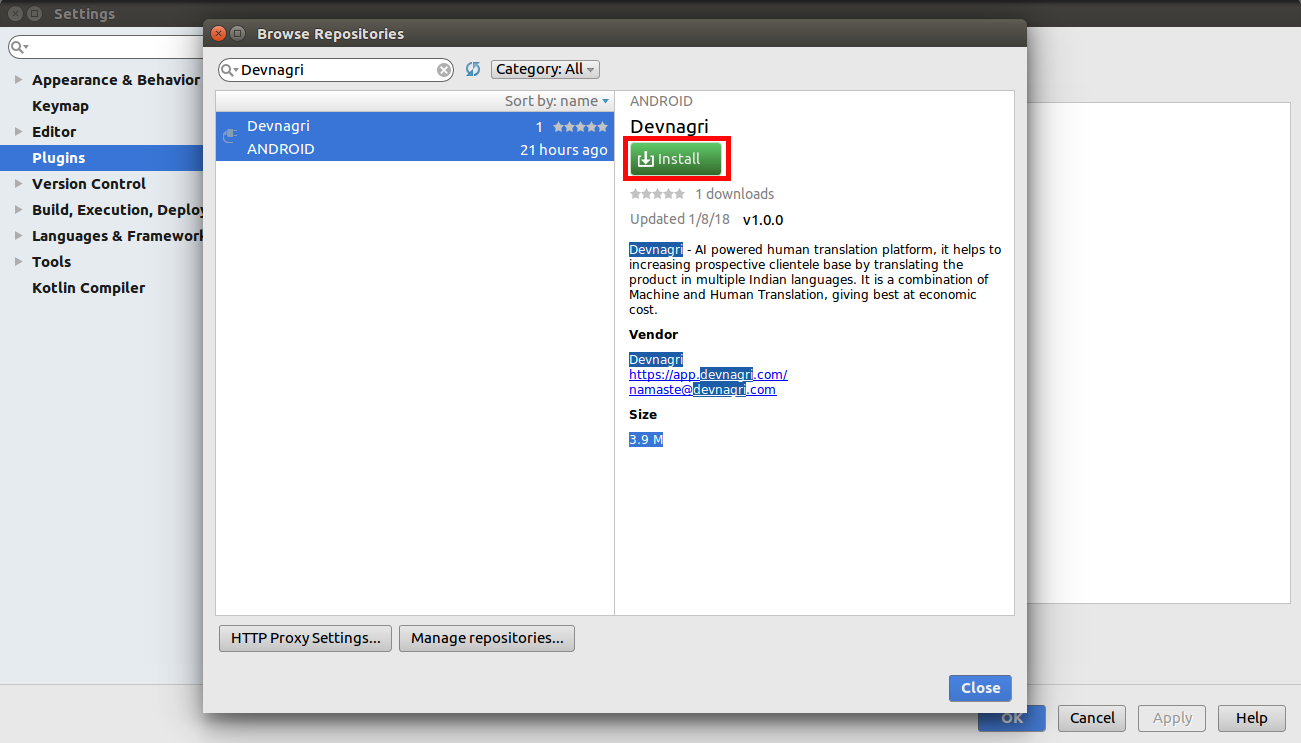 Settings
Browse Repositories
Devnagri
Category: All
Appearance & Behavior
Keymap
Editor
Plugins
Version Control
Build, Execution, Deploy
Languages & Framework
Tools
Kotlin Compiler
Sort by: name
Devnagri 1
ANDROID 21 hours ago
ANDROID
Devnagri
Install
1 downloads
Updated 1/8/18 v1.0.0
Devnagri - AI powered human translation platform, it helps to
increasing prospective clientele base by translating the
product in multiple Indian languages. It is a combination of
Machine and Human Translation, giving best at economic
cost.
Vendor
Devnagri
https://app.devnagri.com/
namaste@devnagri.com
Size
3.9 M
HTTP Proxy Settings...
Manage repositories...
Close
OK
Cancel
Apply
Help